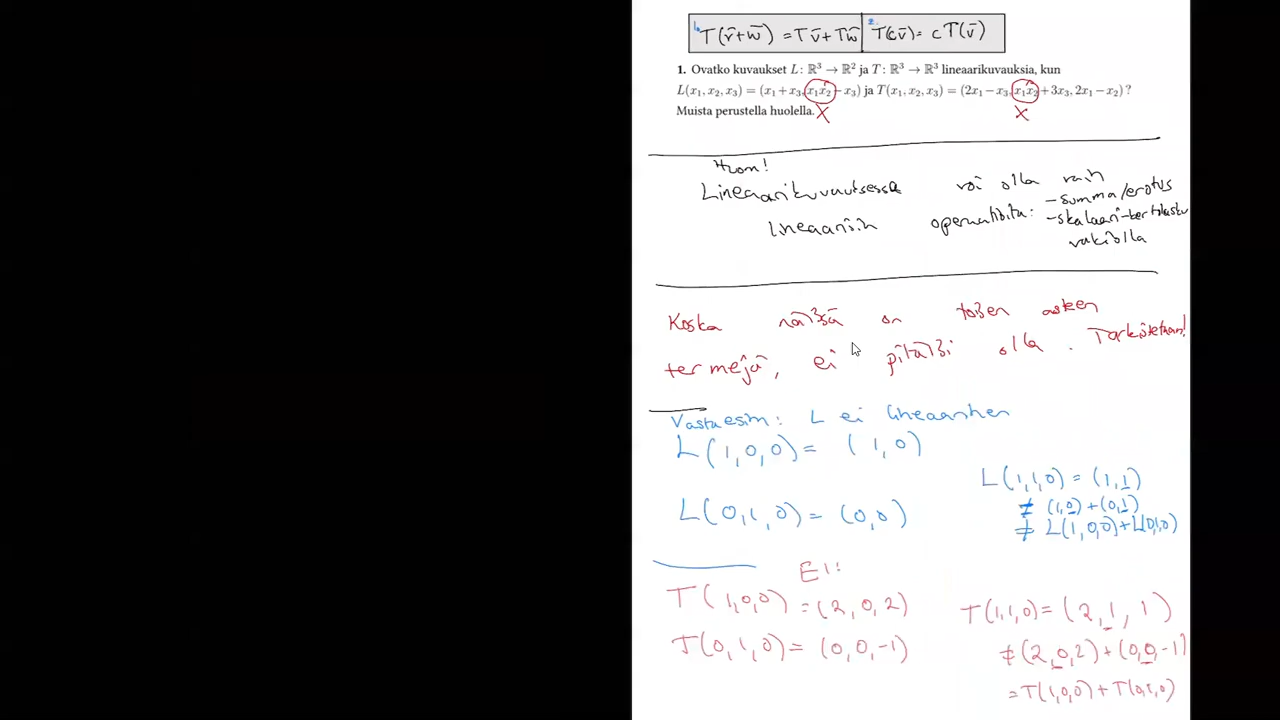 1. T(v̄+w̄) = Tv̄+Tw̄ 2. T(cv̄) = cT(v̄)
1. Ovatko kuvaukset L: ℝ³ → ℝ² ja T: ℝ³ → ℝ³ lineaarikuvauksia, kun
L(x₁, x₂, x₃) = (x₁ + x₃, x₁x₂ − x₃) ja T(x₁, x₂, x₃) = (2x₁ − x₃, x₁x₂ + 3x₃, 2x₁ − x₂) ?
Muista perustella huolella. X X
Huom!
Lineaarikuvauksessa voi olla vain
lineaarisia operaatioita: -summa/erotus
-skalaari-kertolasku
vakiolla
Koska näissä on toisen asteen
termejä, ei pitäisi olla. Tarkistetaan!
Vastaesim: L ei lineaarinen
L(1,0,0) = (1,0)
L(0,1,0) = (0,0)
L(1,1,0) = (1,1)
≠ (1,0)+(0,1)
≠ L(1,0,0)+L(0,1,0)
EI:
T(1,0,0) = (2,0,2)
T(0,1,0) = (0,0,-1)
T(1,1,0) = (2,1,1)
≠ (2,0,2)+(0,0,-1)
= T(1,0,0)+T(0,1,0)